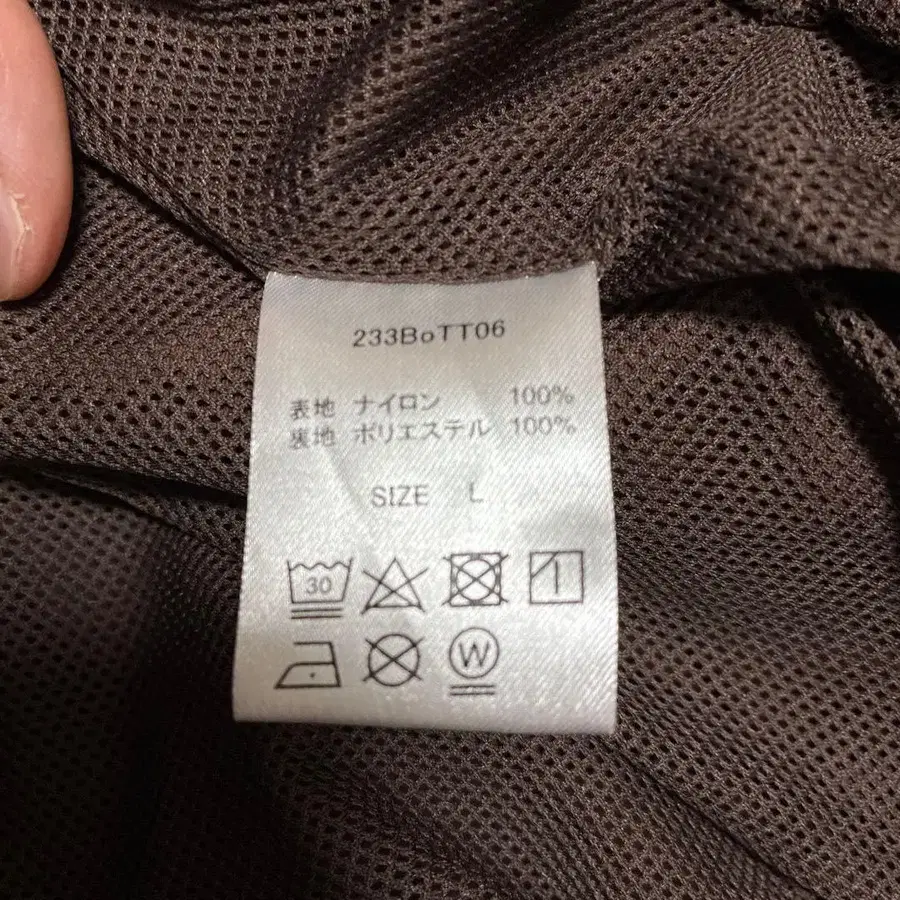 233BoTT06
表地 ナイロン 100%
裏地 ポリエステル 100%
SIZE L
30
W